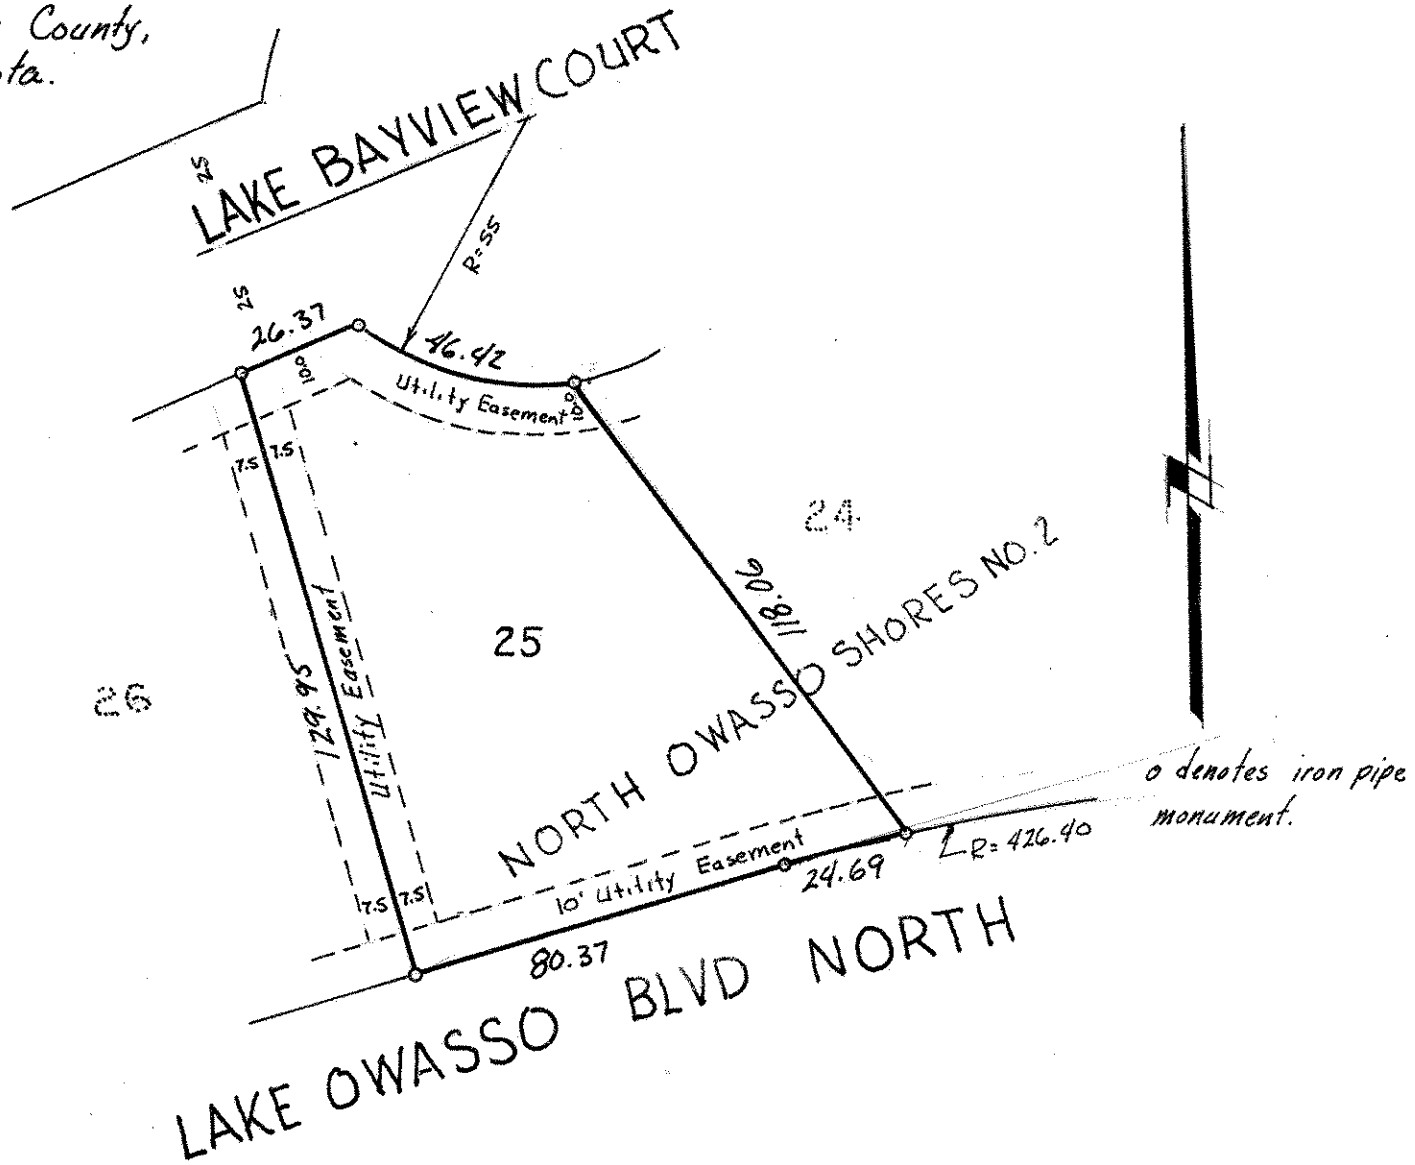 County,
ta.
LAKE BAYVIEW COURT
25
R=55
25
26.37
46.42
10.0
Utility Easement
10.0
7.5 7.5
24
118.06
25
26
129.95
Utility Easement
NORTH OWASSO SHORES NO. 2
o denotes iron pipe
monument.
R= 426.40
10' Utility Easement
24.69
7.5 7.5
80.37
LAKE OWASSO BLVD NORTH